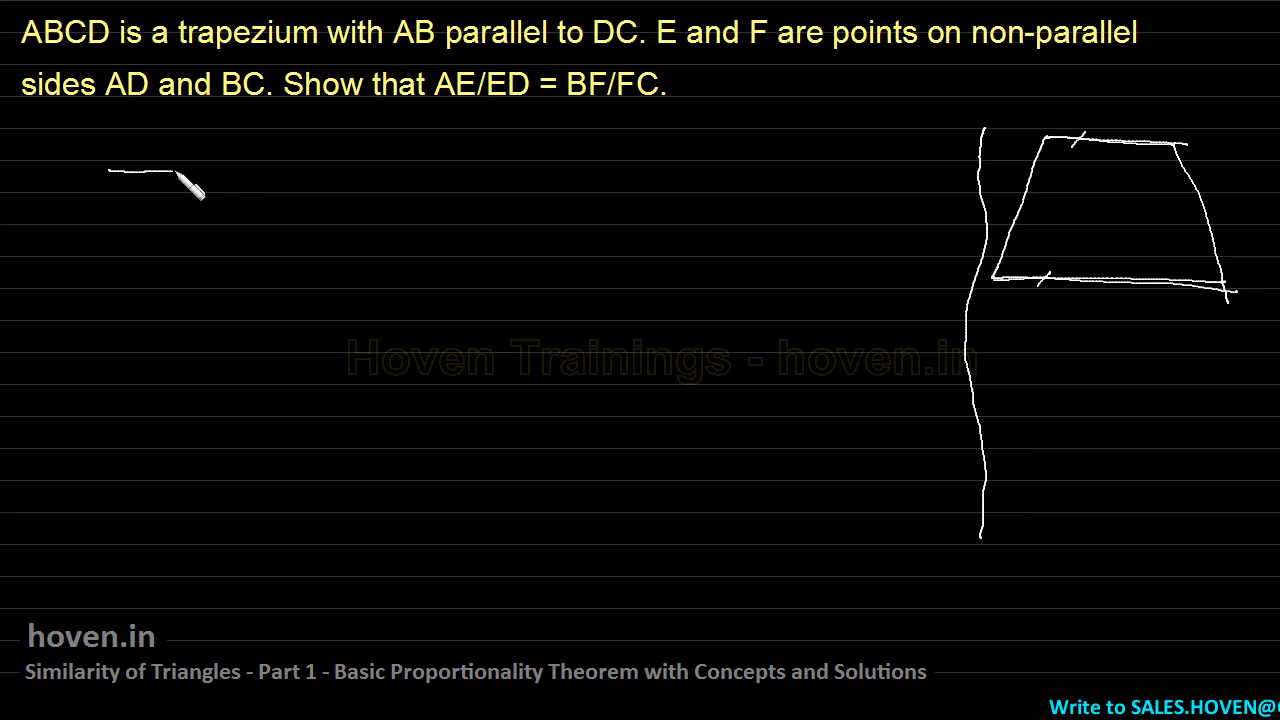 ABCD is a trapezium with AB parallel to DC. E and F are points on non-parallel
sides AD and BC. Show that AE/ED = BF/FC.
Hoven Trainings - hoven.in
hoven.in
Similarity of Triangles - Part 1 - Basic Proportionality Theorem with Concepts and Solutions
Write to SALES.HOVEN@